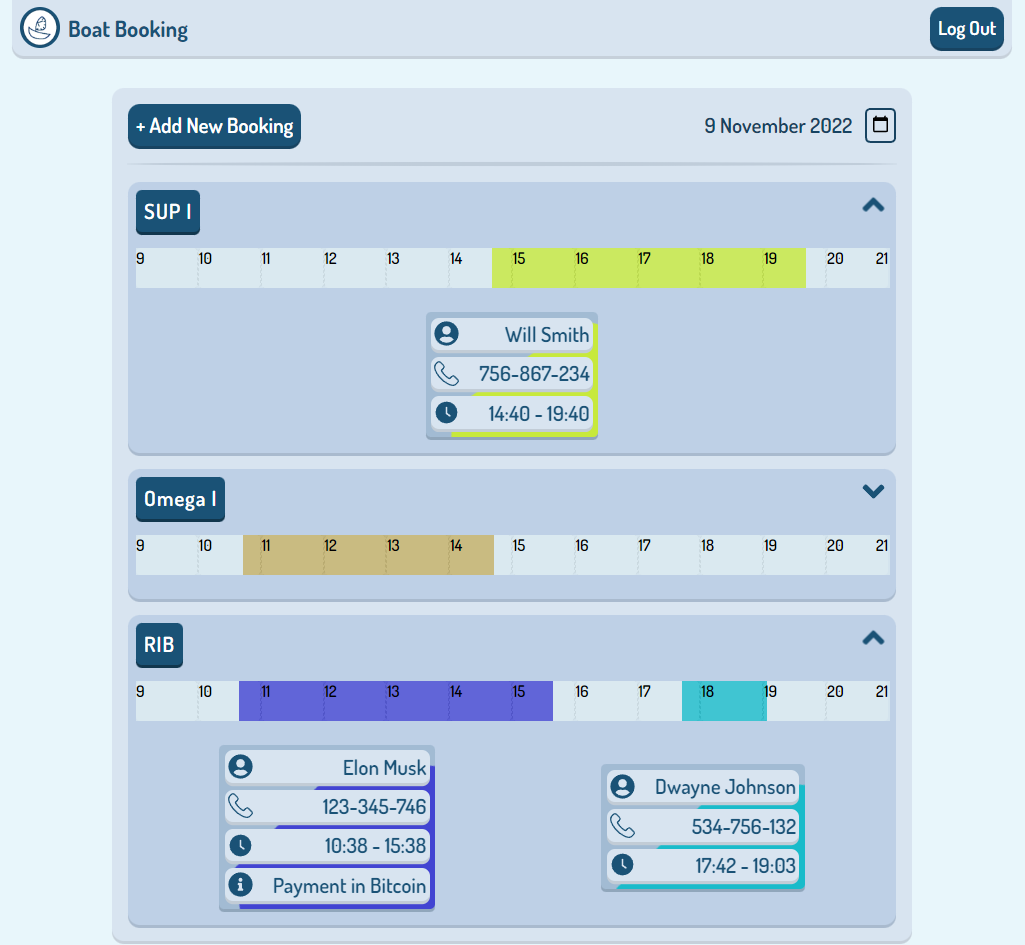 Boat Booking
Log Out
+ Add New Booking
9 November 2022
SUP I
9 10 11 12 13 14 15 16 17 18 19 20 21
Will Smith
756-867-234
14:40 - 19:40
Omega I
9 10 11 12 13 14 15 16 17 18 19 20 21
RIB
9 10 11 12 13 14 15 16 17 18 19 20 21
Elon Musk
123-345-746
10:38 - 15:38
Payment in Bitcoin
Dwayne Johnson
534-756-132
17:42 - 19:03